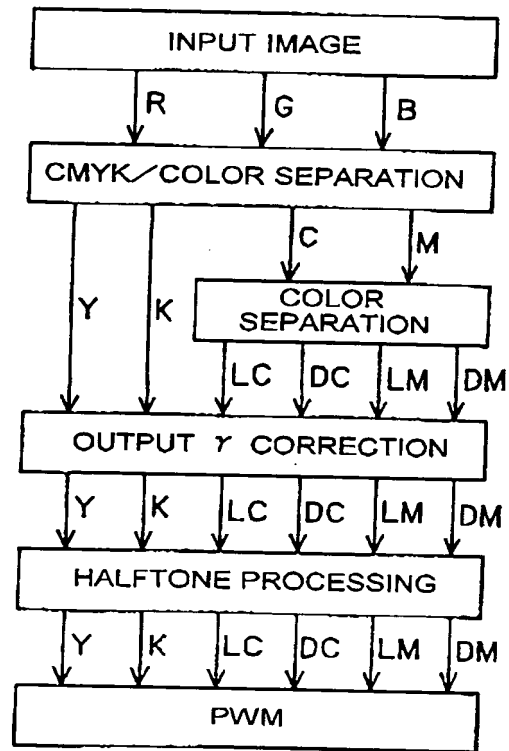 INPUT IMAGE
R G B
CMYK/COLOR SEPARATION
C M
Y K
COLOR
SEPARATION
LC DC LM DM
OUTPUT γ CORRECTION
Y K LC DC LM DM
HALFTONE PROCESSING
Y K LC DC LM DM
PWM